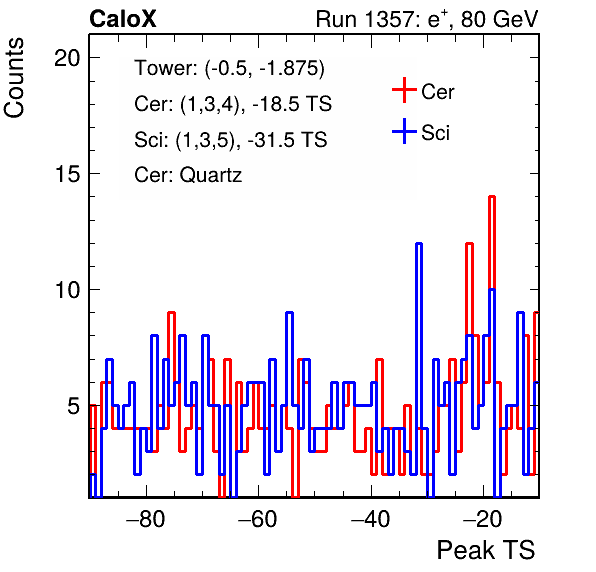 CaloX Run 1357: e⁺, 80 GeV
Counts
Tower: (-0.5, -1.875)
Cer: (1,3,4), -18.5 TS
Sci: (1,3,5), -31.5 TS
Cer: Quartz
Cer
Sci
20
15
10
5
−80 −60 −40 −20
Peak TS